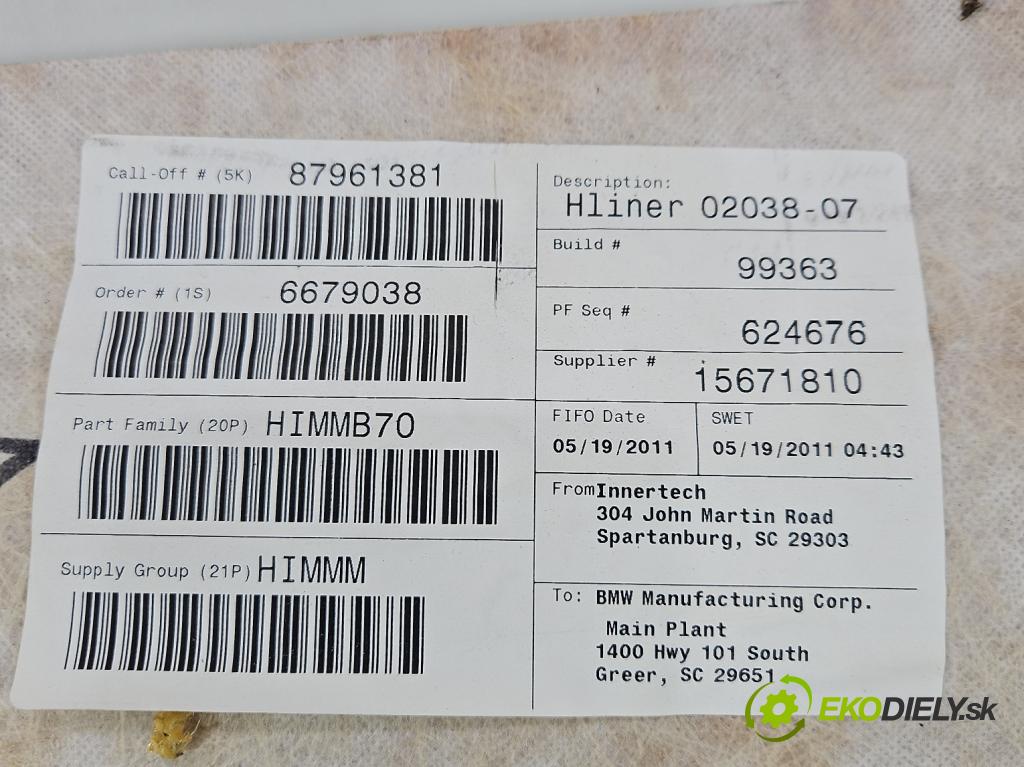 Call-Off # (5K) 87961381
Order # (1S) 6679038
Part Family (20P) HIMMB70
Supply Group (21P) HIMMM
Description:
Hliner 02038-07
Build #
99363
PF Seq #
624676
Supplier #
15671810
FIFO Date
05/19/2011
SWET
05/19/2011 04:43
From Innertech
304 John Martin Road
Spartanburg, SC 29303
To: BMW Manufacturing Corp.
Main Plant
1400 Hwy 101 South
Greer, SC 29651
EKODIELY.sk